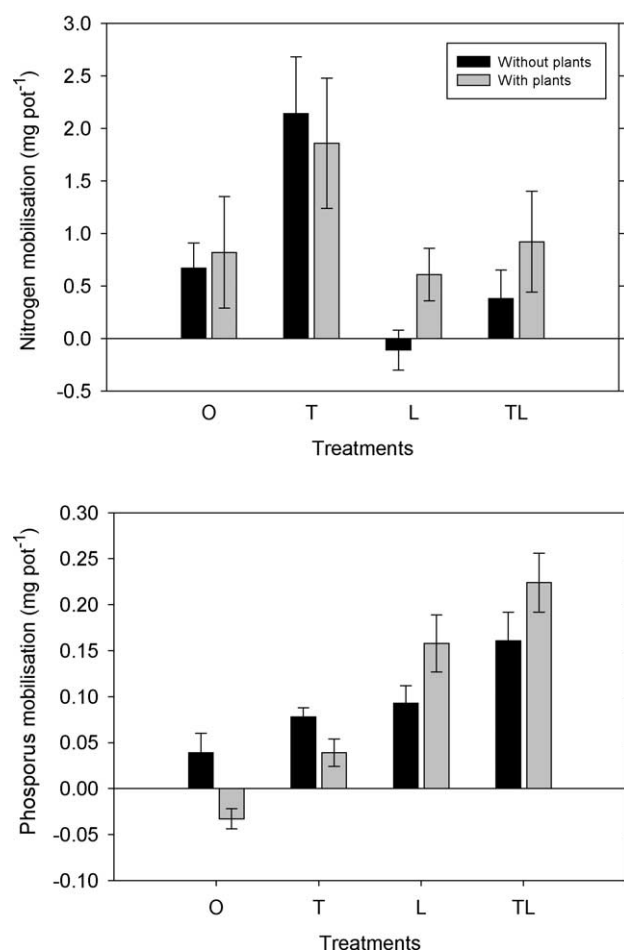 Nitrogen mobilisation (mg pot⁻¹)
3.0
2.5
2.0
1.5
1.0
0.5
0.0
-0.5
Without plants
With plants
O T L TL
Treatments
Phosporus mobilisation (mg pot⁻¹)
0.30
0.25
0.20
0.15
0.10
0.05
0.00
-0.05
-0.10
O T L TL
Treatments